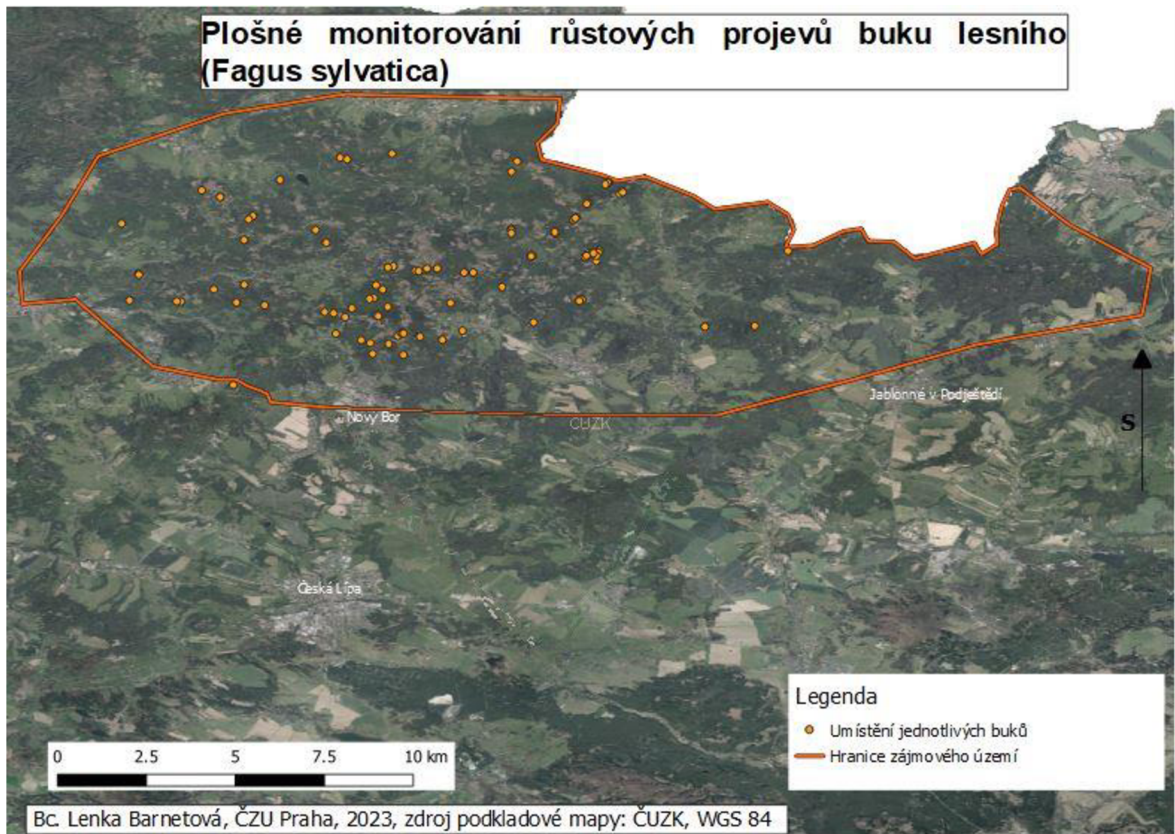 Plošné monitorování růstových projevů buku lesního
(Fagus sylvatica)
Jablonné v Podještědí
Nový Bor
ČÚZK
S
Česká Lípa
Legenda
Umístění jednotlivých buků
Hranice zájmového území
0 2.5 5 7.5 10 km
Bc. Lenka Barnetová, ČZU Praha, 2023, zdroj podkladové mapy: ČUZK, WGS 84